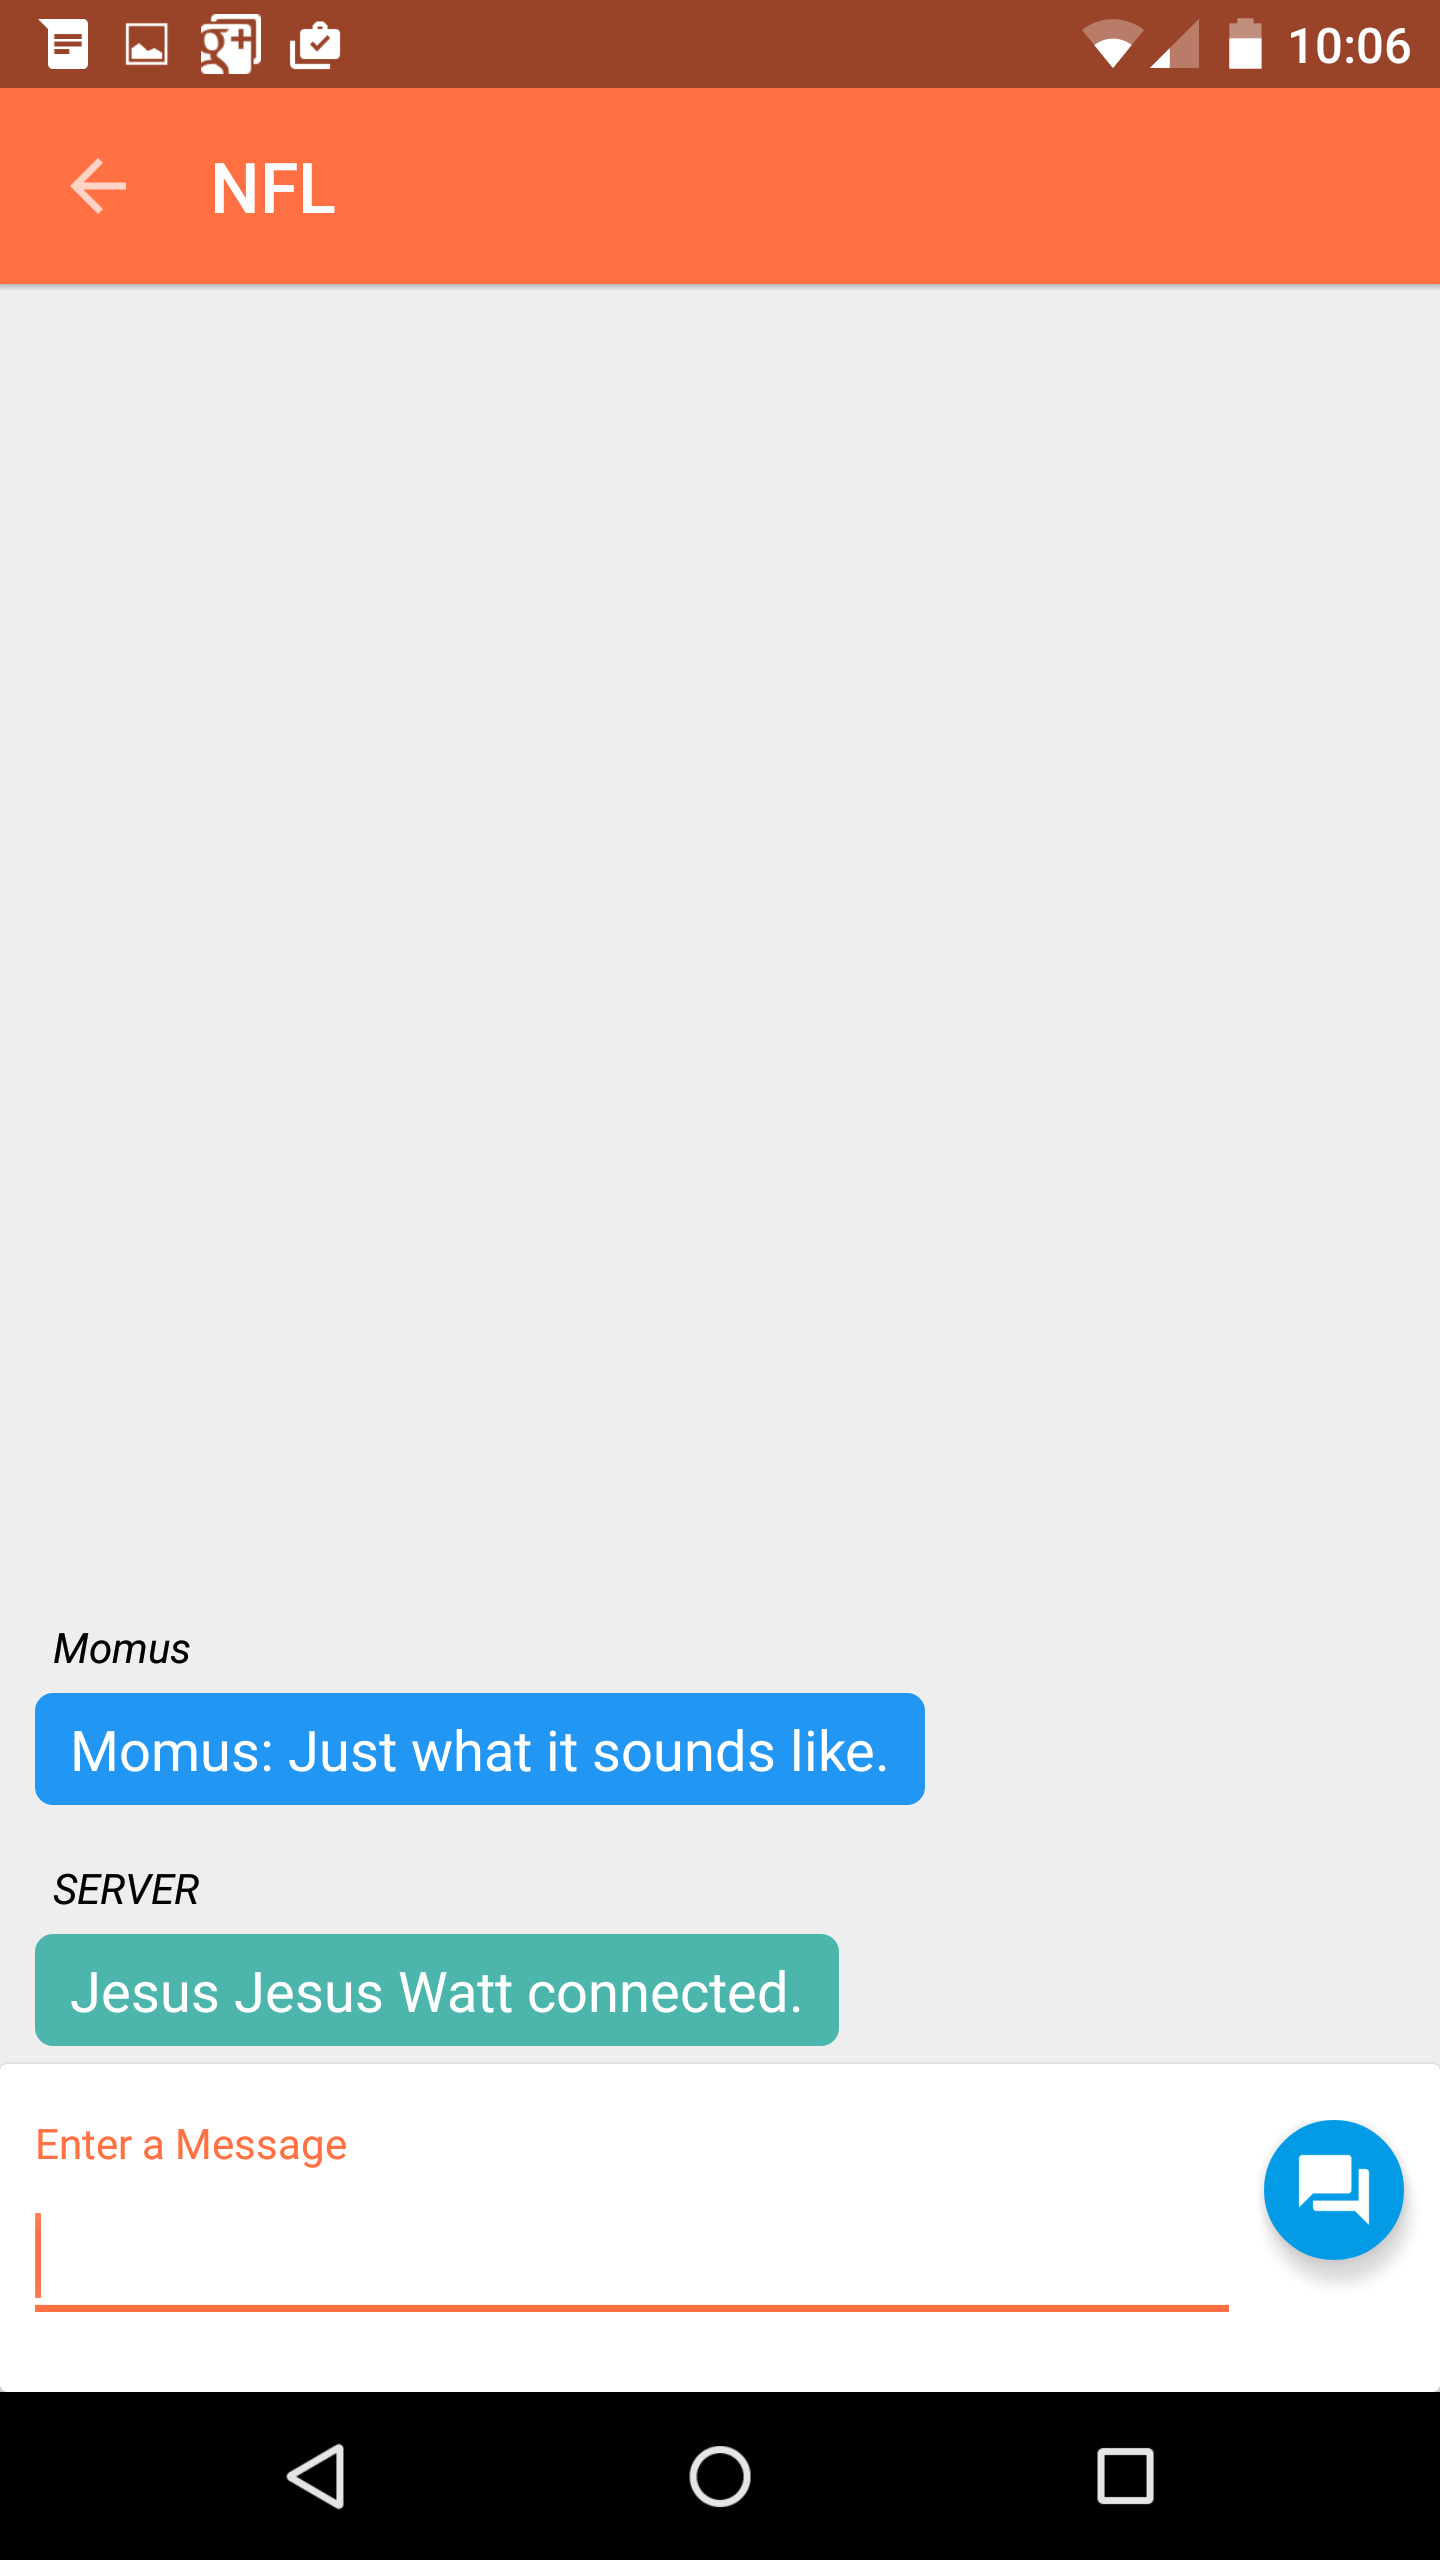 10:06
NFL
Momus
Momus: Just what it sounds like.
SERVER
Jesus Jesus Watt connected.
Enter a Message